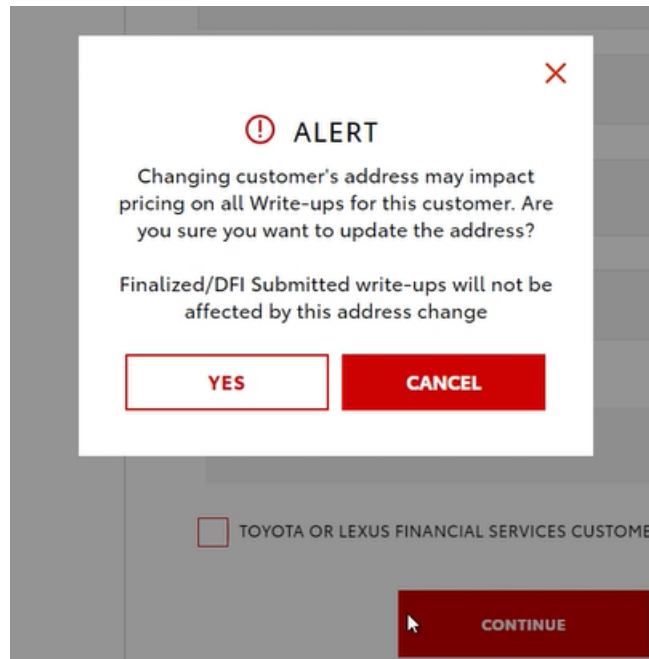 ALERT
Changing customer's address may impact
pricing on all Write-ups for this customer. Are
you sure you want to update the address?
Finalized/DFI Submitted write-ups will not be
affected by this address change
YES
CANCEL
TOYOTA OR LEXUS FINANCIAL SERVICES CUSTOME
CONTINUE